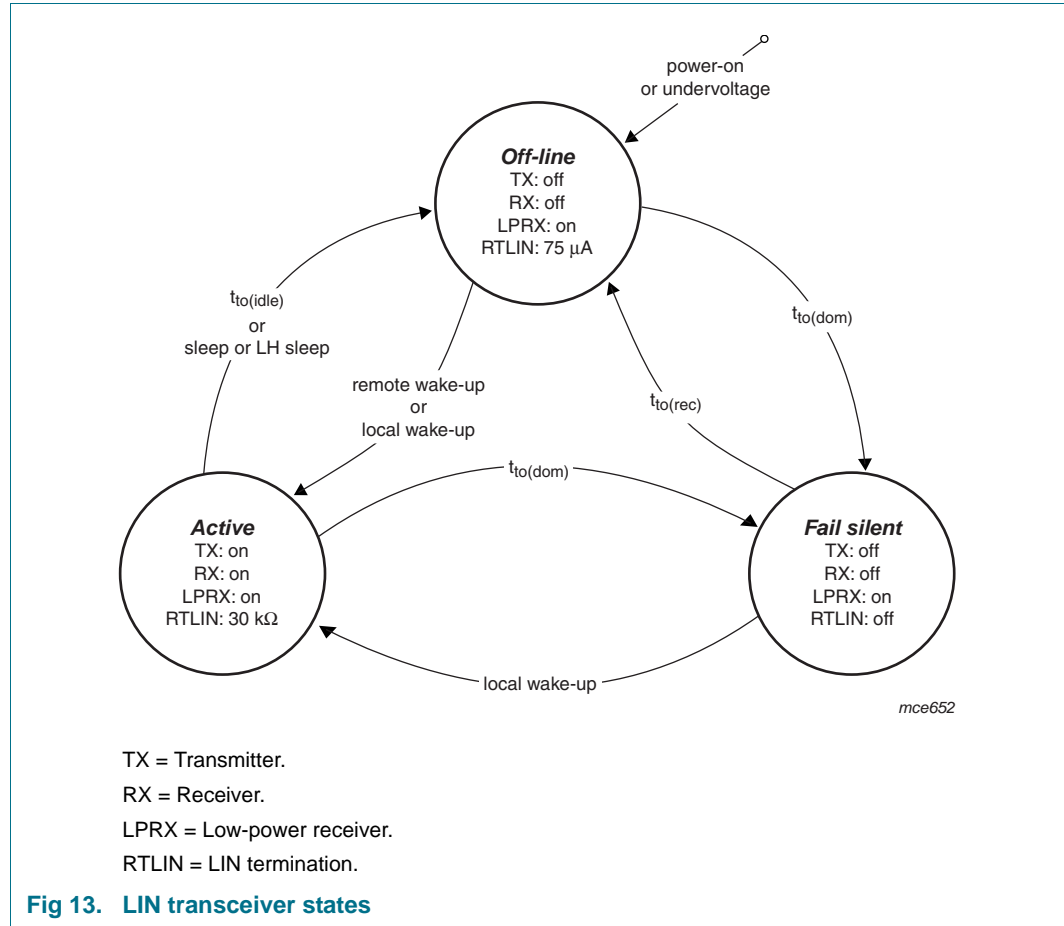 power-on
or undervoltage
Off-line
TX: off
RX: off
LPRX: on
RTLIN: 75 μA
tto(idle)
or
sleep or LH sleep
tto(dom)
remote wake-up
or
local wake-up
tto(rec)
tto(dom)
Active
TX: on
RX: on
LPRX: on
RTLIN: 30 kΩ
Fail silent
TX: off
RX: off
LPRX: on
RTLIN: off
local wake-up
mce652
TX = Transmitter.
RX = Receiver.
LPRX = Low-power receiver.
RTLIN = LIN termination.
Fig 13. LIN transceiver states